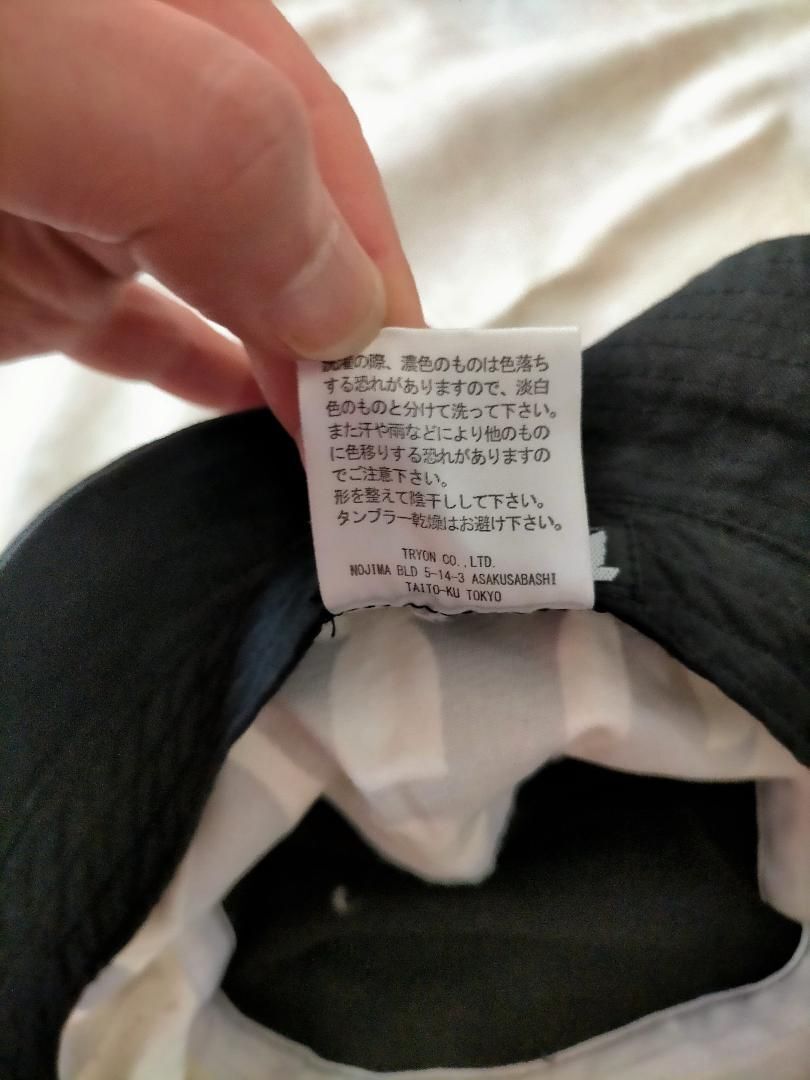 洗濯の際、濃色のものは色落ち
する恐れがありますので、淡白
色のものと分けて洗って下さい。
また汗や雨などにより他のもの
に色移りする恐れがありますの
でご注意下さい。
形を整えて陰干しして下さい。
タンブラー乾燥はお避け下さい。
TRYON CO.,LTD.
NOJIMA BLD 5-14-3 ASAKUSABASHI
TAITO-KU TOKYO